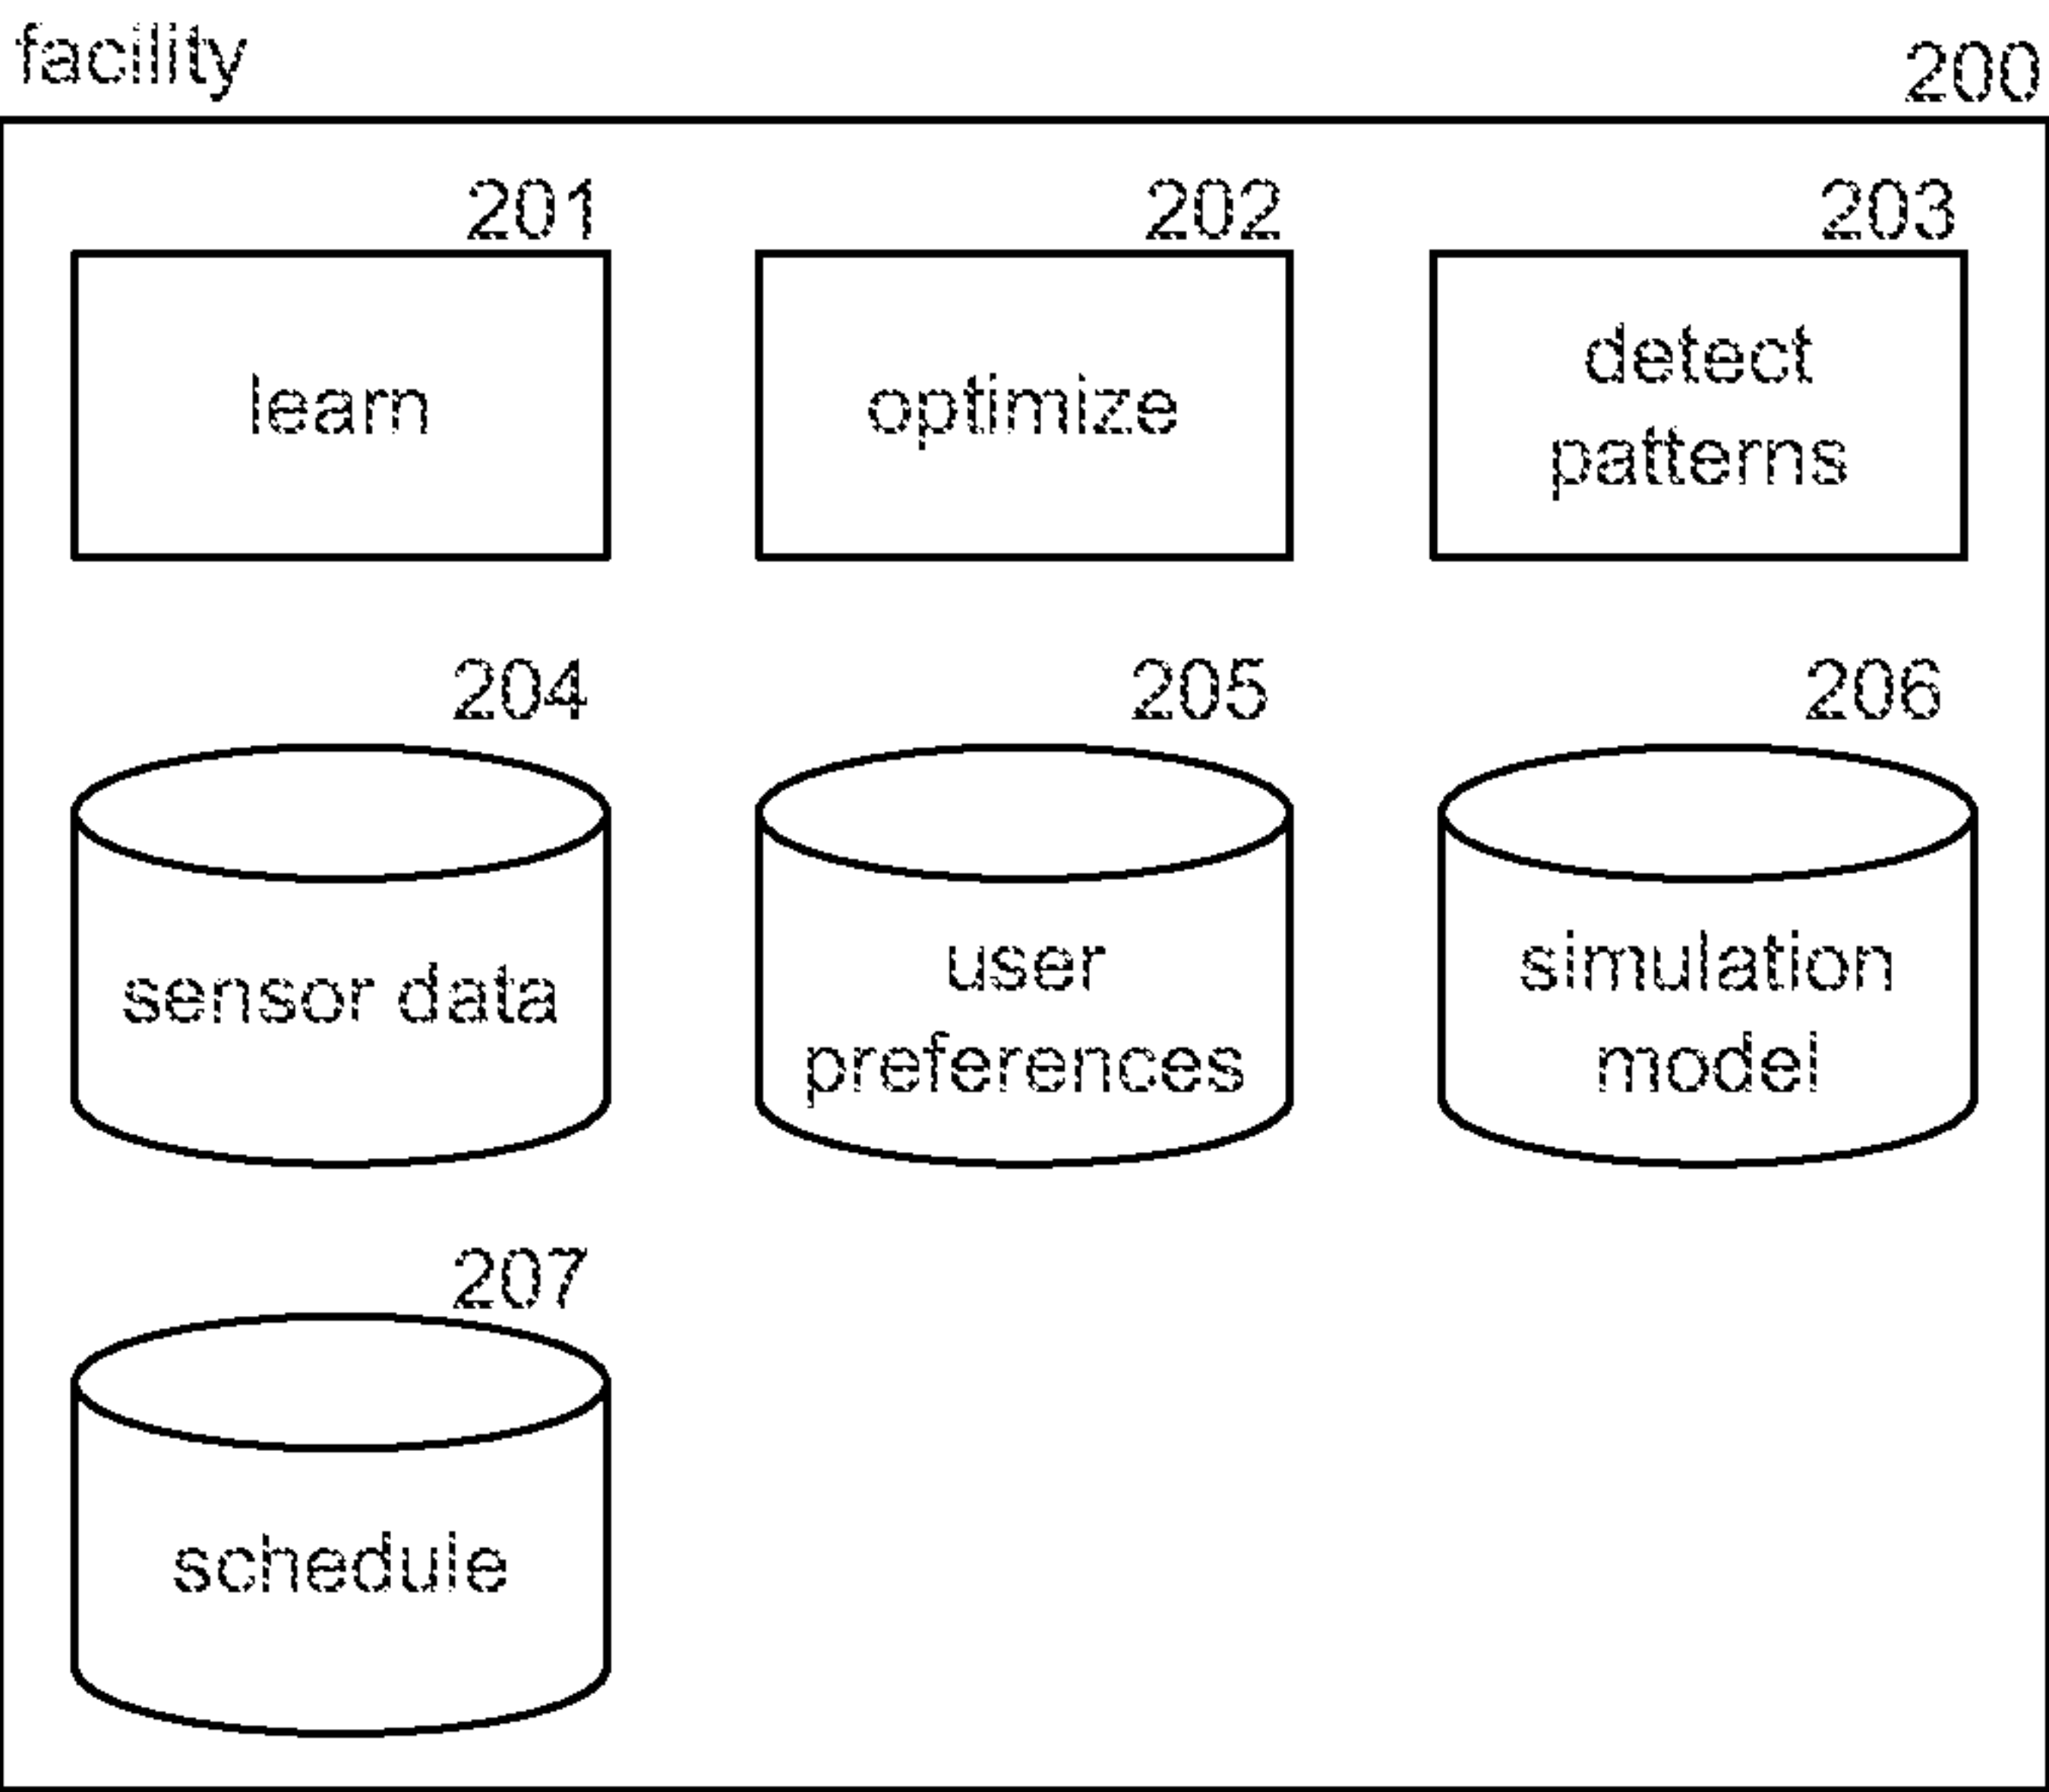 facility
200
201
202
203
learn
optimize
detect
patterns
204
205
206
sensor data
user
preferences
simulation
model
207
schedule